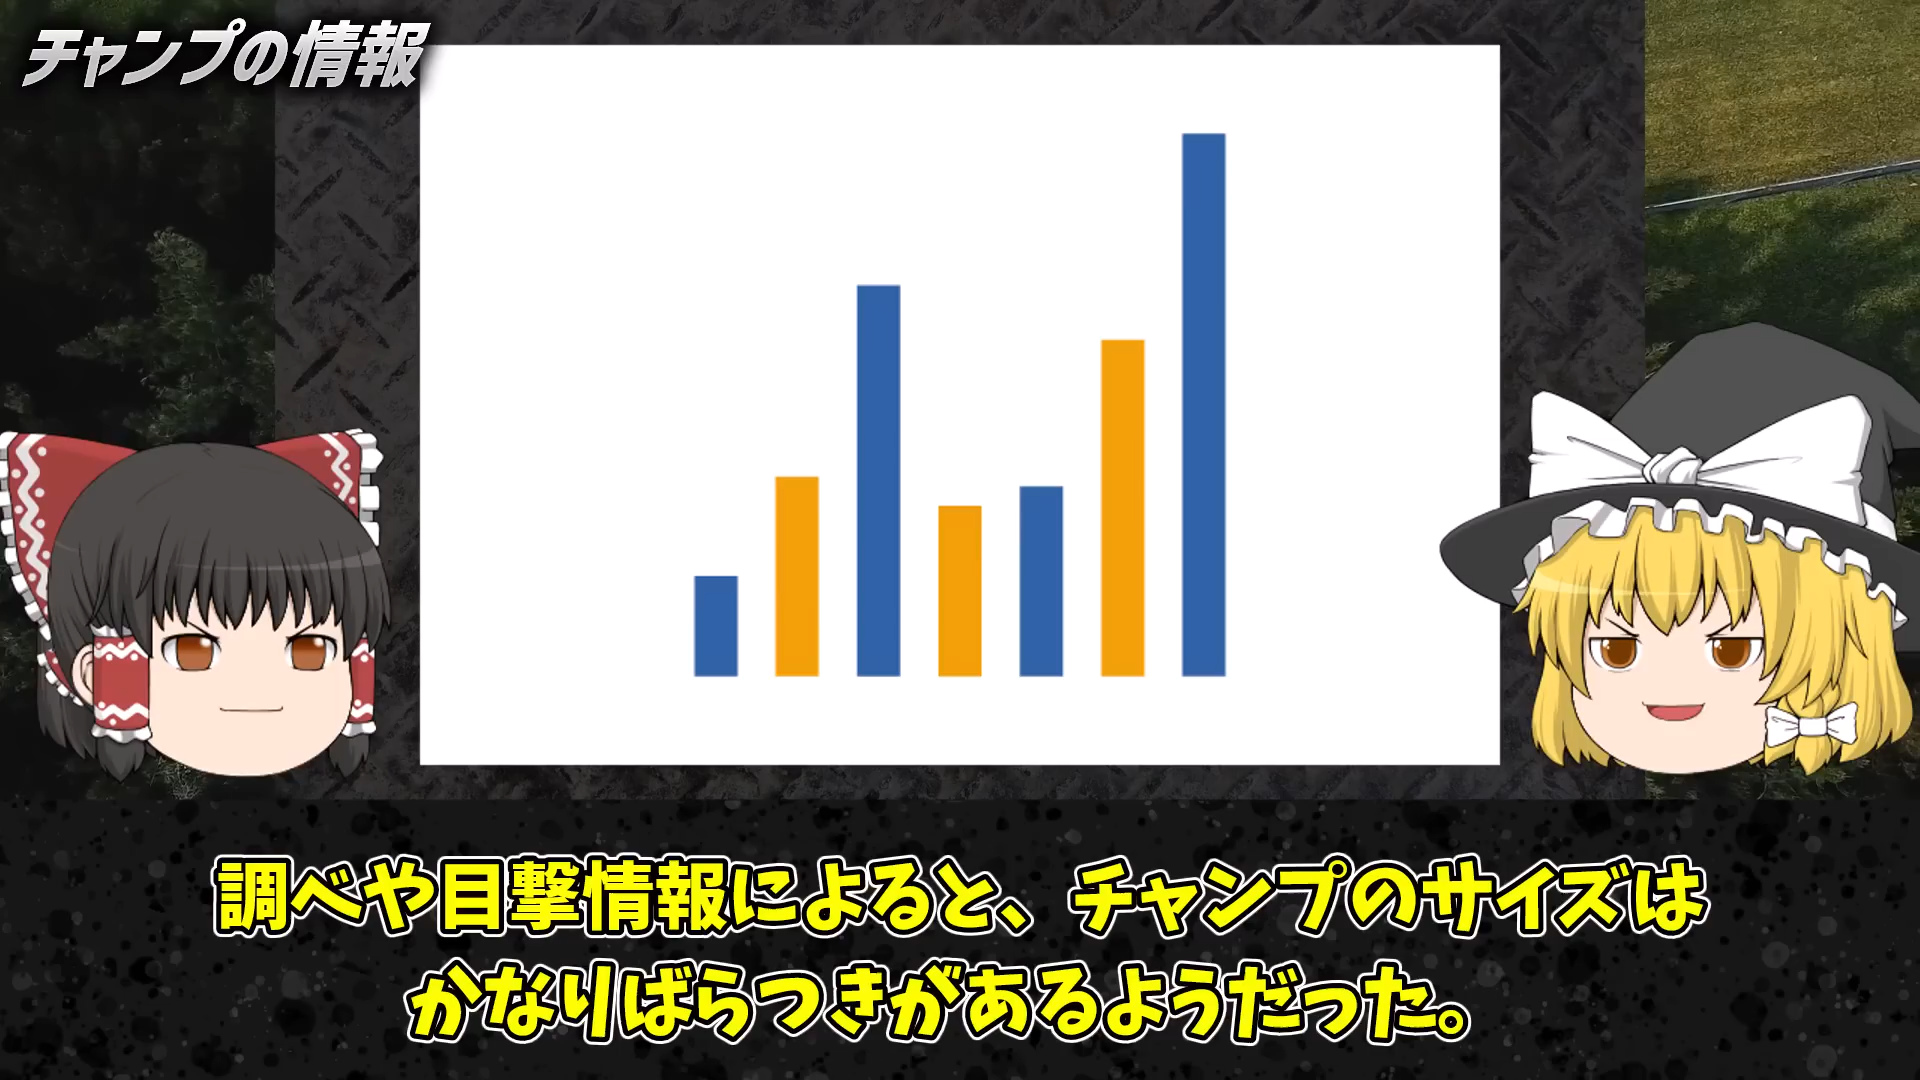 チャンプの情報
調べや目撃情報によると、チャンプのサイズは
かなりばらつきがあるようだった。